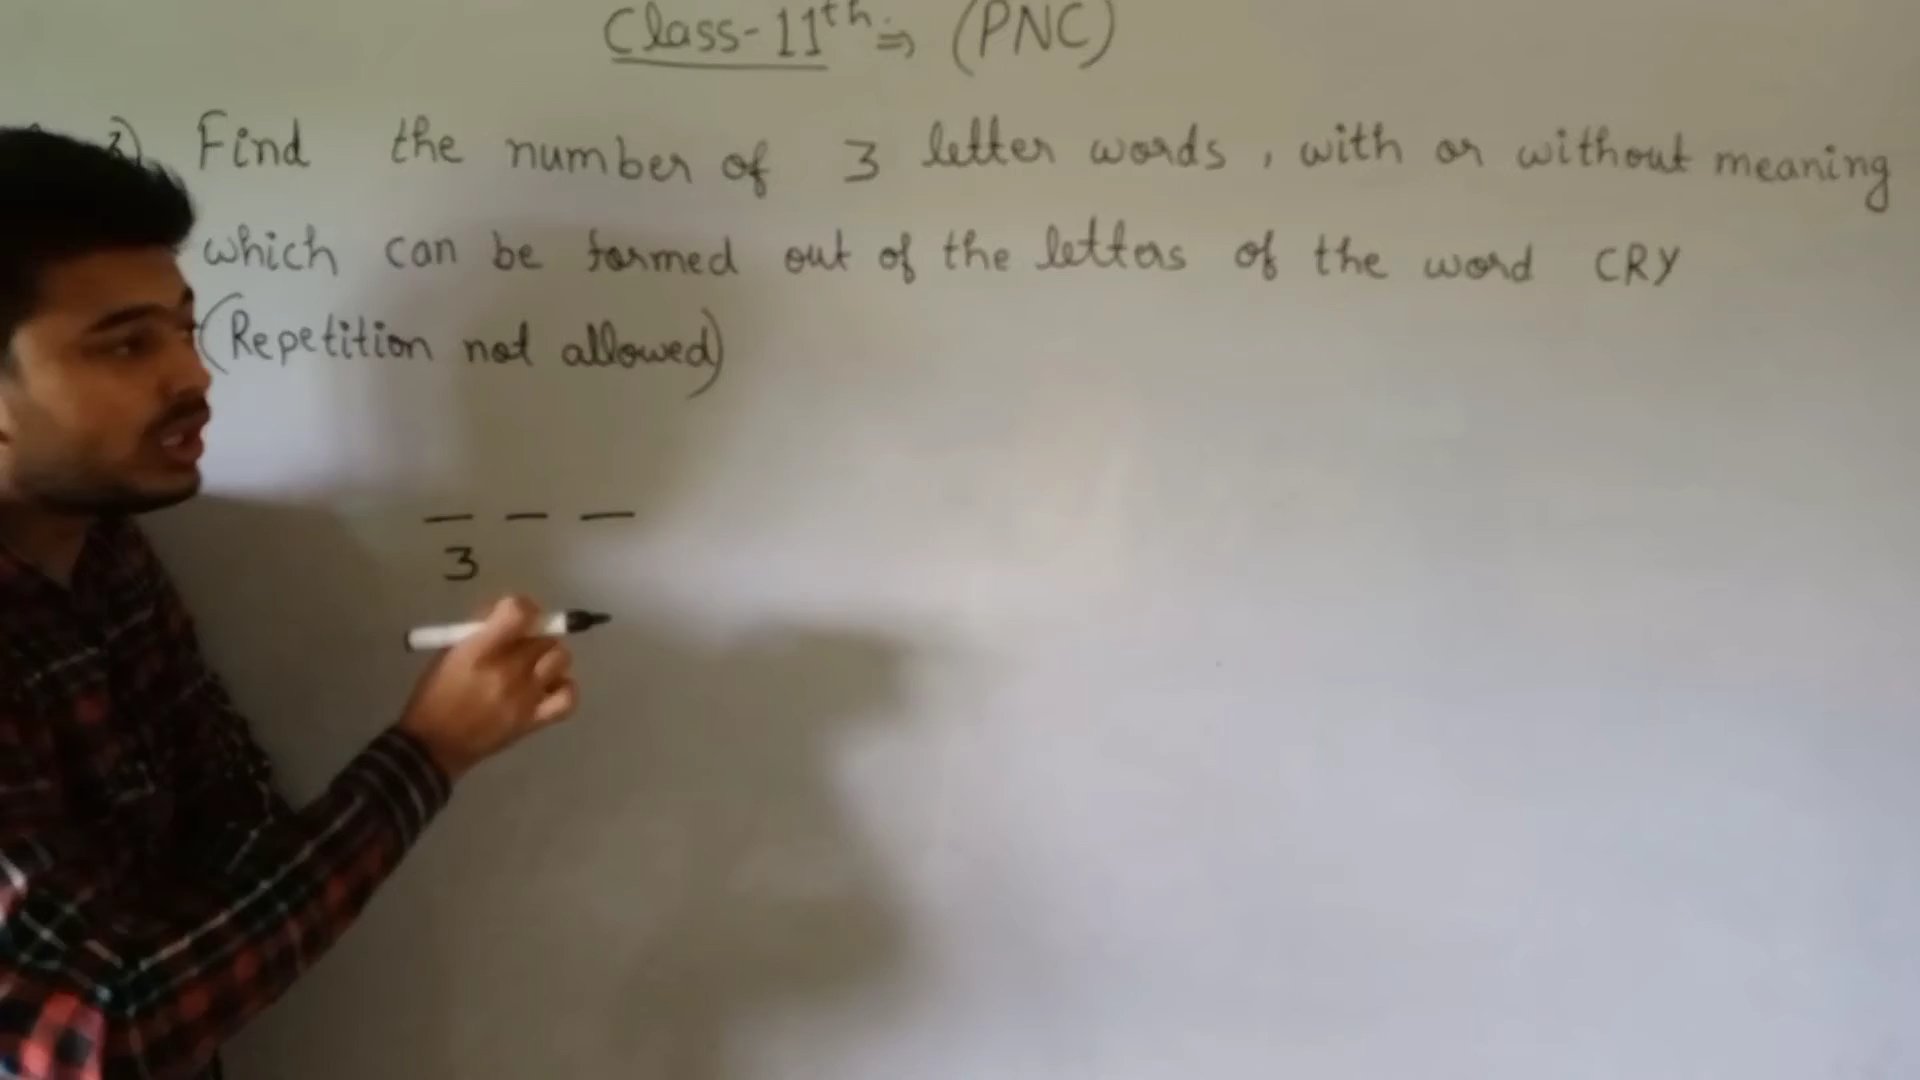 Class-11th ⇒ (PNC)
3) Find the number of 3 letter words, with or without meaning
which can be formed out of the letters of the word CRY
(Repetition not allowed)
_ _ _
3